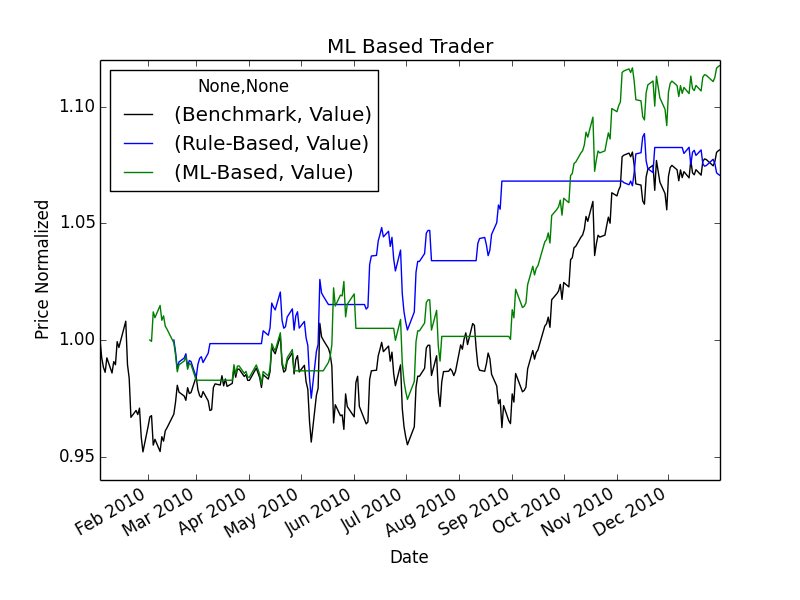 ML Based Trader
None,None
(Benchmark, Value)
(Rule-Based, Value)
(ML-Based, Value)
Price Normalized
1.10
1.05
1.00
0.95
Feb 2010
Mar 2010
Apr 2010
May 2010
Jun 2010
Jul 2010
Aug 2010
Sep 2010
Oct 2010
Nov 2010
Dec 2010
Date